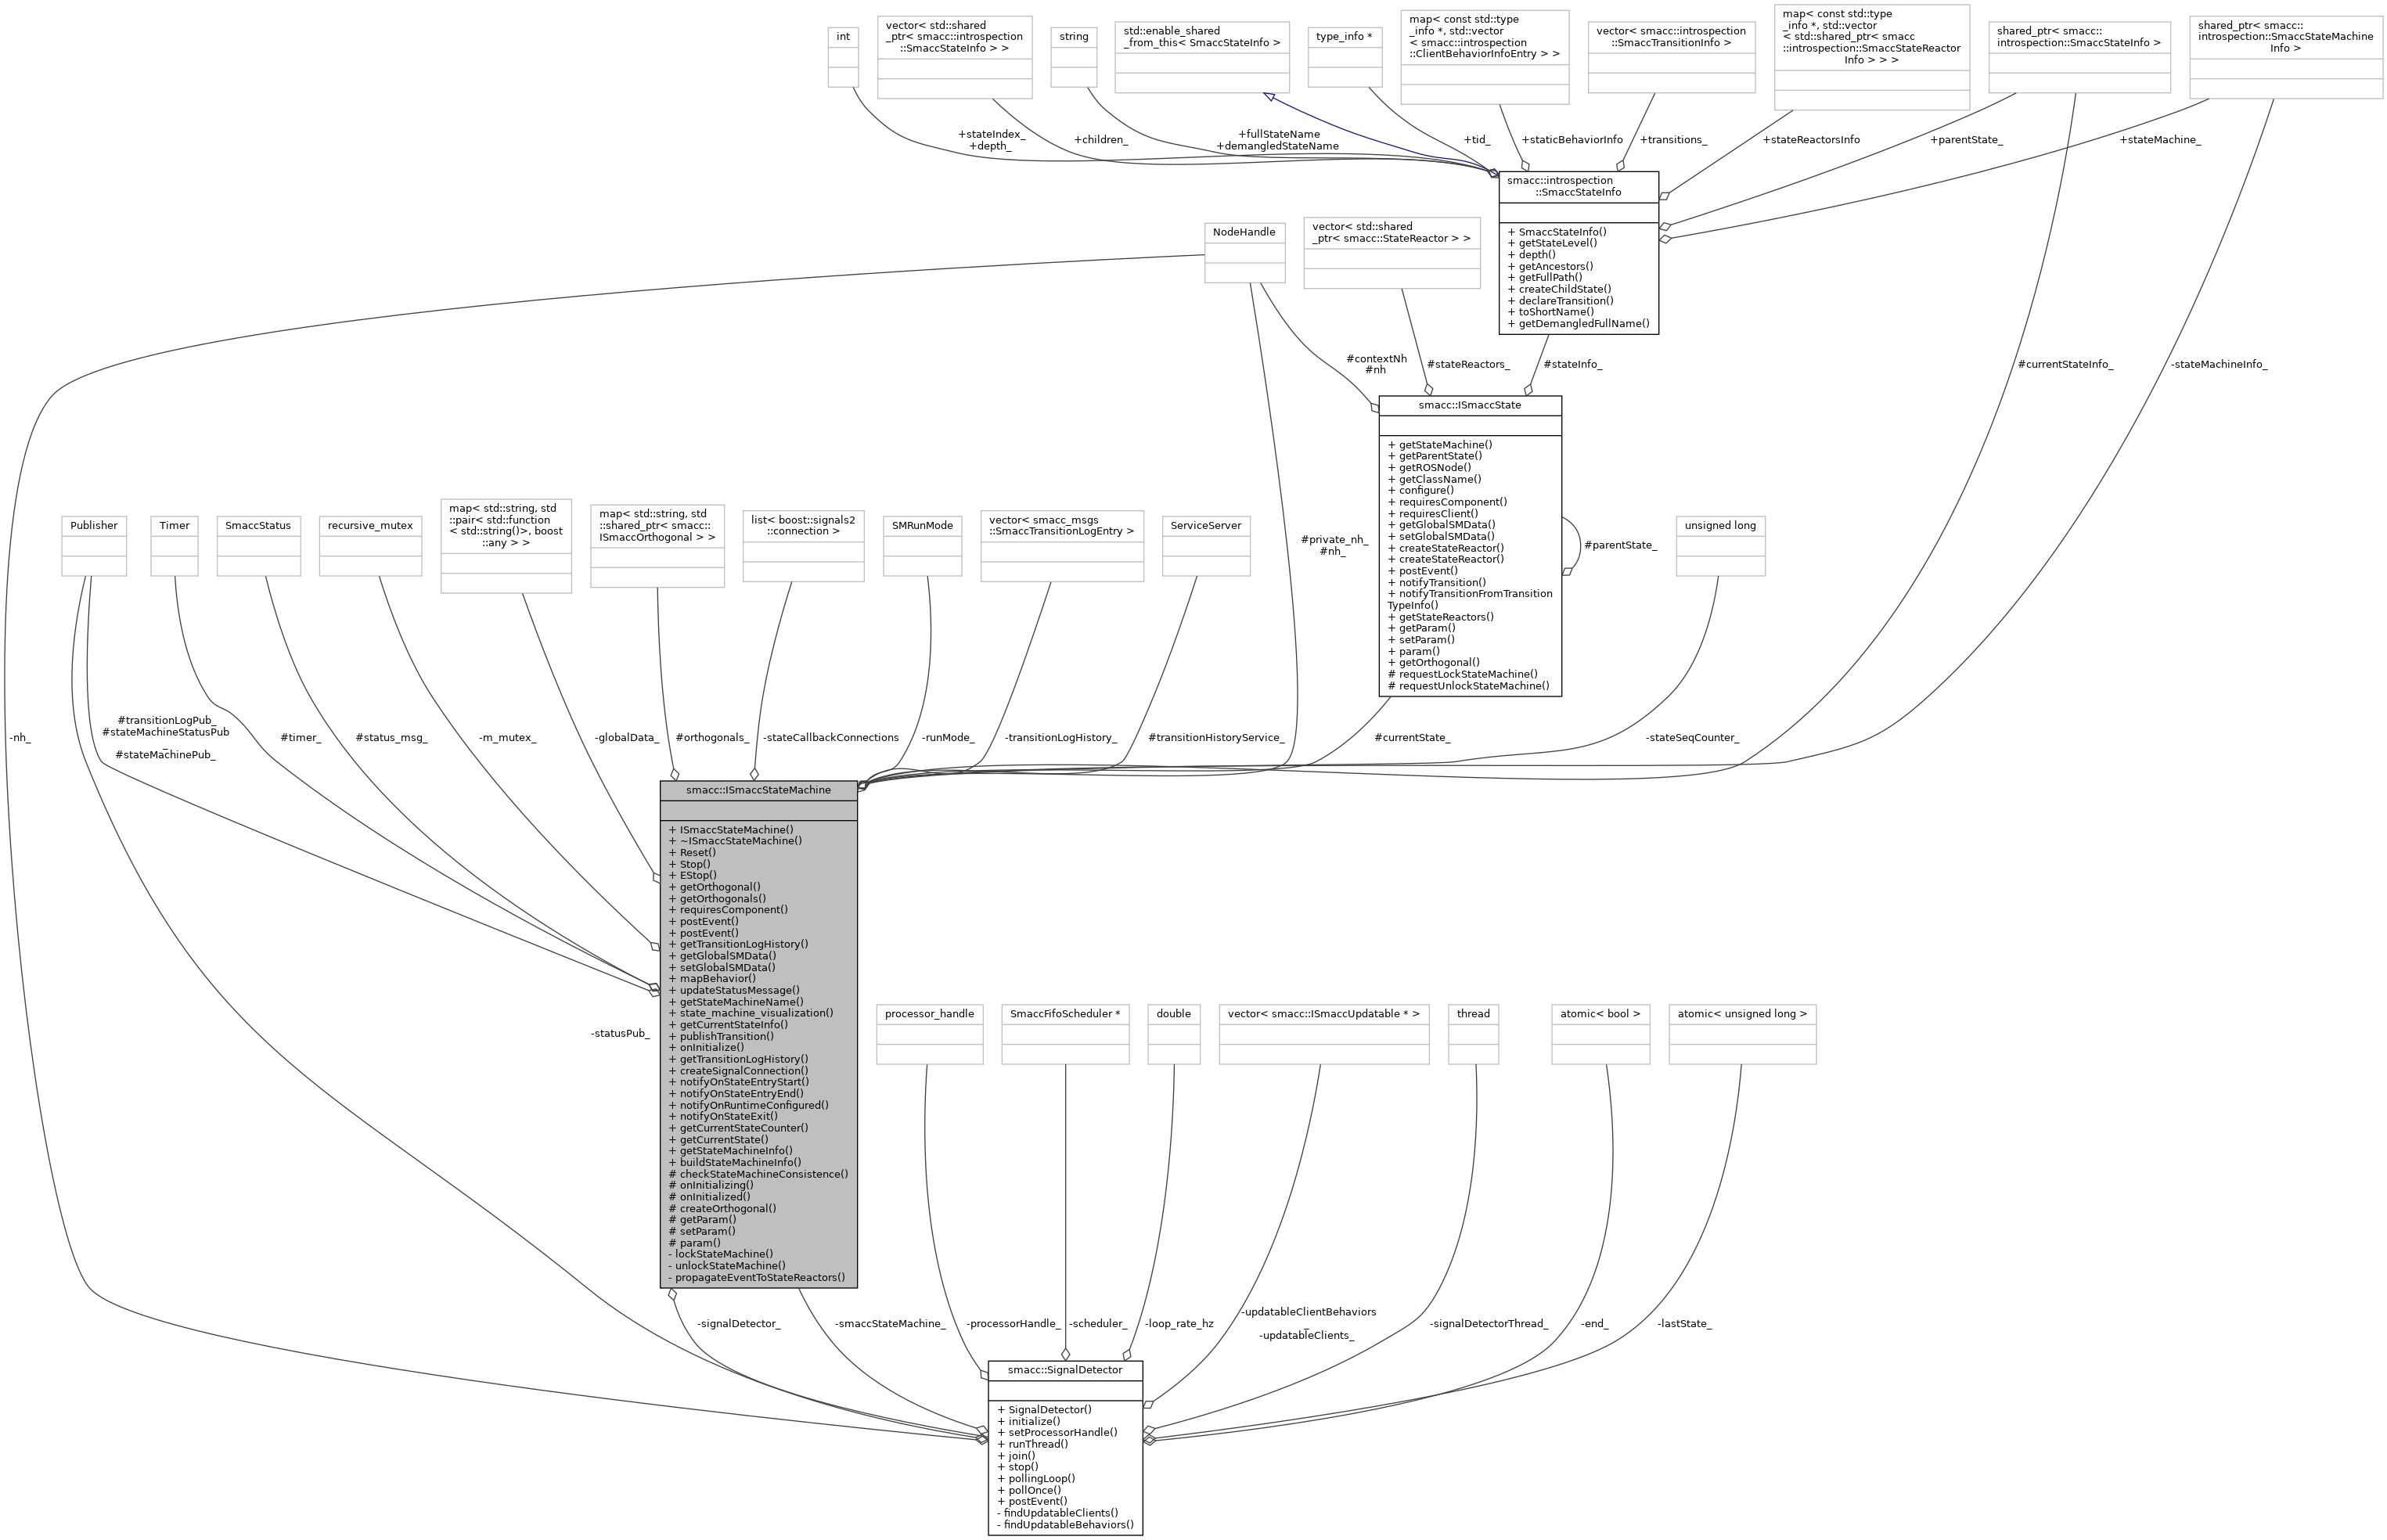 int
vector< std::shared
_ptr< smacc::introspection
::SmaccStateInfo > >
string
std::enable_shared
_from_this< SmaccStateInfo >
type_info *
map< const std::type
_info *, std::vector
< smacc::introspection
::ClientBehaviorInfoEntry > >
vector< smacc::introspection
::SmaccTransitionInfo >
map< const std::type
_info *, std::vector
< std::shared_ptr< smacc
::introspection::SmaccStateReactor
Info > > >
shared_ptr< smacc::
introspection::SmaccStateInfo >
shared_ptr< smacc::
introspection::SmaccStateMachine
Info >
+stateIndex_
+depth_
+children_
+fullStateName
+demangledStateName
+tid_
+staticBehaviorInfo
+transitions_
+stateReactorsInfo
+parentState_
+stateMachine_
smacc::introspection
::SmaccStateInfo
+ SmaccStateInfo()
+ getStateLevel()
+ depth()
+ getAncestors()
+ getFullPath()
+ createChildState()
+ declareTransition()
+ toShortName()
+ getDemangledFullName()
NodeHandle
vector< std::shared
_ptr< smacc::StateReactor > >
#contextNh
#nh
#stateReactors_
#stateInfo_
#currentStateInfo_
-stateMachineInfo_
smacc::ISmaccState
+ getStateMachine()
+ getParentState()
+ getROSNode()
+ getClassName()
+ configure()
+ requiresComponent()
+ requiresClient()
+ getGlobalSMData()
+ setGlobalSMData()
+ createStateReactor()
+ createStateReactor()
+ postEvent()
+ notifyTransition()
+ notifyTransitionFromTransition
TypeInfo()
+ getStateReactors()
+ getParam()
+ setParam()
+ param()
+ getOrthogonal()
# requestLockStateMachine()
# requestUnlockStateMachine()
#parentState_
Publisher
Timer
SmaccStatus
recursive_mutex
map< std::string, std
::pair< std::function
< std::string()>, boost
::any > >
map< std::string, std
::shared_ptr< smacc::
ISmaccOrthogonal > >
list< boost::signals2
::connection >
SMRunMode
vector< smacc_msgs
::SmaccTransitionLogEntry >
ServiceServer
#private_nh_
#nh_
unsigned long
-nh_
#transitionLogPub_
#stateMachineStatusPub
_
#stateMachinePub_
#timer_
#status_msg_
-m_mutex_
-globalData_
#orthogonals_
-stateCallbackConnections
-runMode_
-transitionLogHistory_
#transitionHistoryService_
#currentState_
-stateSeqCounter_
smacc::ISmaccStateMachine
+ ISmaccStateMachine()
+ ~ISmaccStateMachine()
+ Reset()
+ Stop()
+ EStop()
+ getOrthogonal()
+ getOrthogonals()
+ requiresComponent()
+ postEvent()
+ postEvent()
+ getTransitionLogHistory()
+ getGlobalSMData()
+ setGlobalSMData()
+ mapBehavior()
+ updateStatusMessage()
+ getStateMachineName()
+ state_machine_visualization()
+ getCurrentStateInfo()
+ publishTransition()
+ onInitialize()
+ getTransitionLogHistory()
+ createSignalConnection()
+ notifyOnStateEntryStart()
+ notifyOnStateEntryEnd()
+ notifyOnRuntimeConfigured()
+ notifyOnStateExit()
+ getCurrentStateCounter()
+ getCurrentState()
+ getStateMachineInfo()
+ buildStateMachineInfo()
# checkStateMachineConsistence()
# onInitializing()
# onInitialized()
# createOrthogonal()
# getParam()
# setParam()
# param()
- lockStateMachine()
- unlockStateMachine()
- propagateEventToStateReactors()
-statusPub_
processor_handle
SmaccFifoScheduler *
double
vector< smacc::ISmaccUpdatable * >
thread
atomic< bool >
atomic< unsigned long >
-signalDetector_
-smaccStateMachine_
-processorHandle_
-scheduler_
-loop_rate_hz
-updatableClientBehaviors
_
-updatableClients_
-signalDetectorThread_
-end_
-lastState_
smacc::SignalDetector
+ SignalDetector()
+ initialize()
+ setProcessorHandle()
+ runThread()
+ join()
+ stop()
+ pollingLoop()
+ pollOnce()
+ postEvent()
- findUpdatableClients()
- findUpdatableBehaviors()